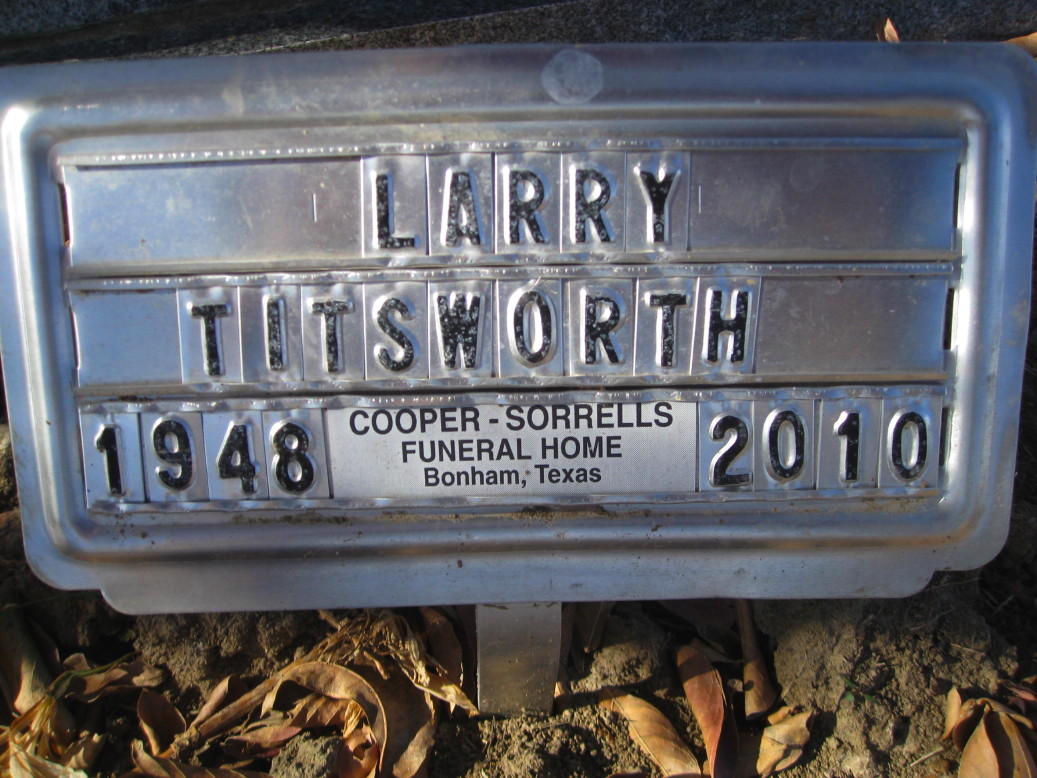 LARRY
TITSWORTH
1948 COOPER - SORRELLS 2010
FUNERAL HOME
Bonham, Texas